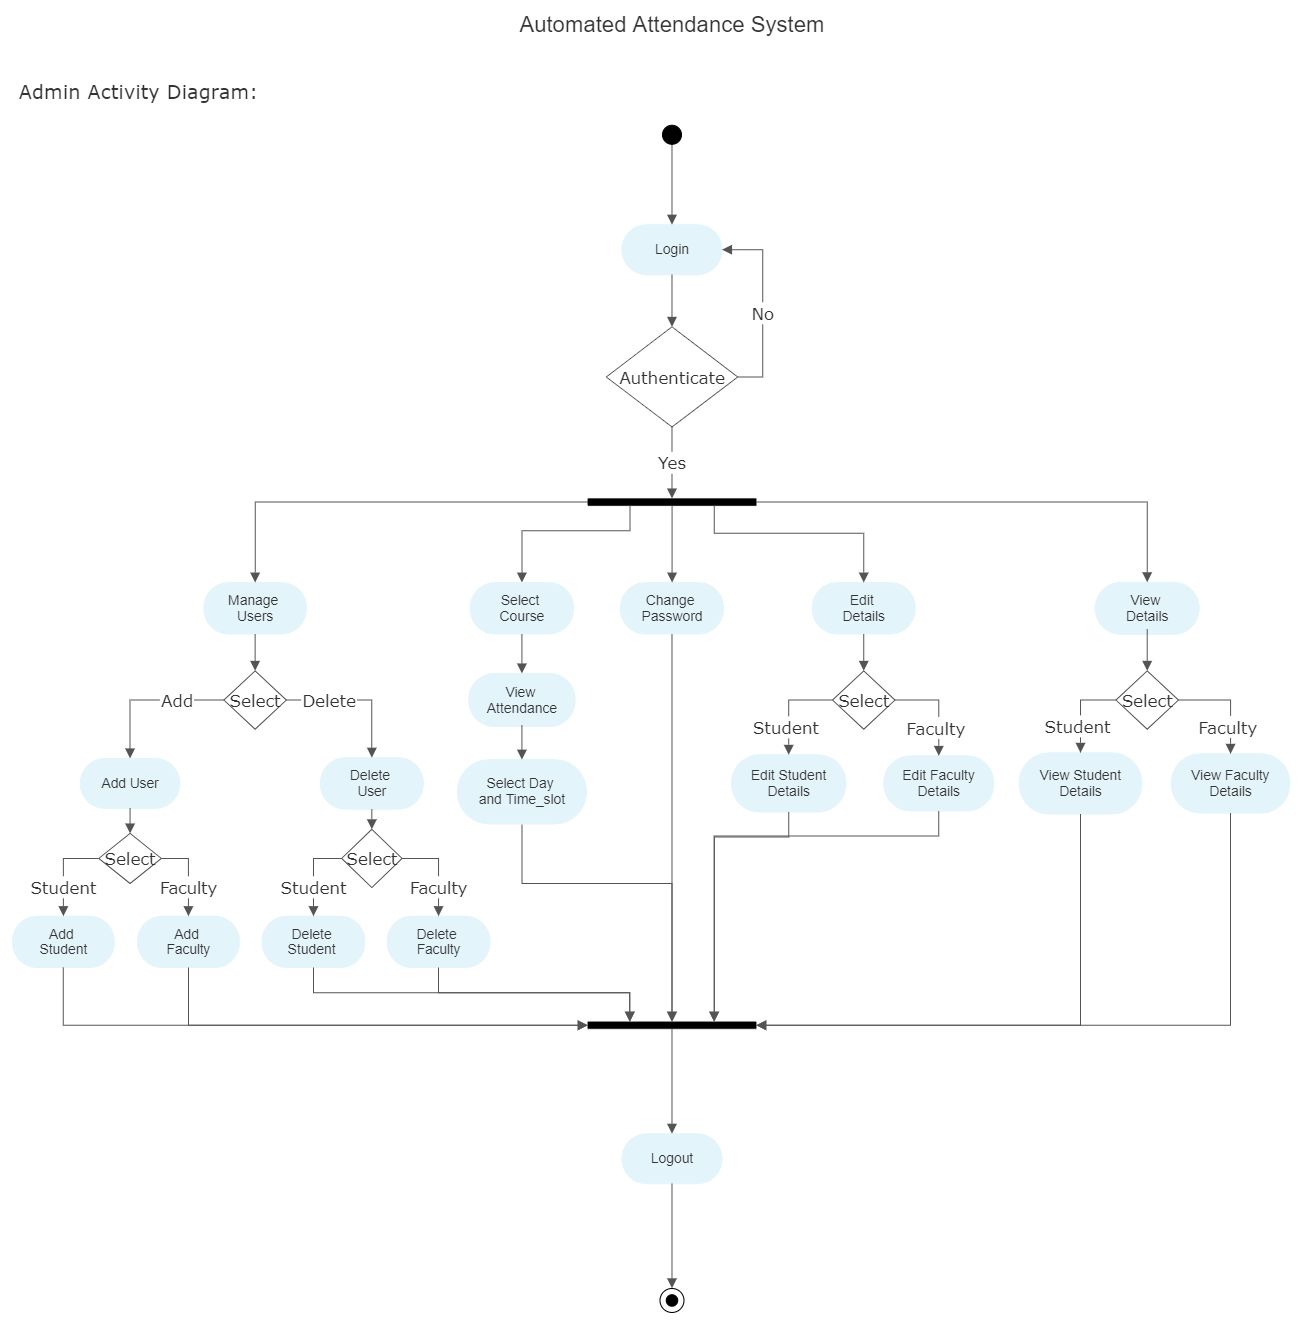 Automated Attendance System
Admin Activity Diagram:
Login
No
Authenticate
Yes
Manage
Users
Select
Course
Change
Password
Edit
Details
View
Details
Add
Select
Delete
View
Attendance
Select
Student
Faculty
Select
Student
Faculty
Add User
Delete
User
Select Day
and Time_slot
Edit Student
Details
Edit Faculty
Details
View Student
Details
View Faculty
Details
Select
Student
Faculty
Select
Student
Faculty
Add
Student
Add
Faculty
Delete
Student
Delete
Faculty
Logout